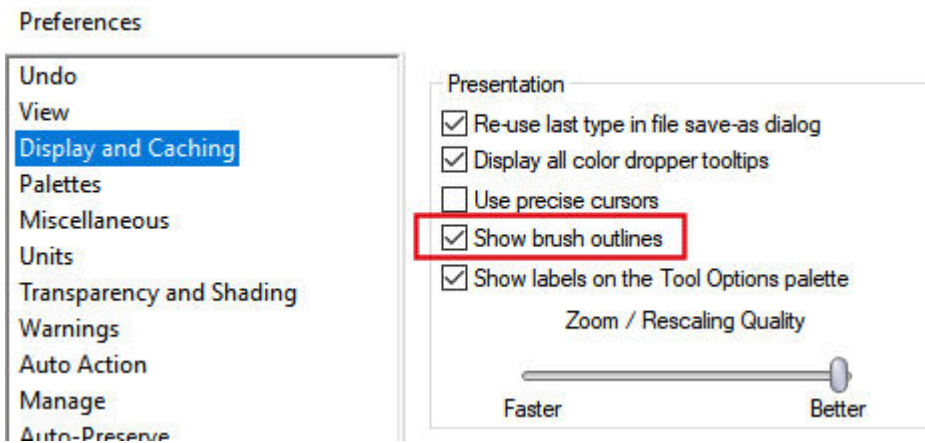 Preferences
Undo
View
Display and Caching
Palettes
Miscellaneous
Units
Transparency and Shading
Warnings
Auto Action
Manage
Auto-Preserve
Presentation
Re-use last type in file save-as dialog
Display all color dropper tooltips
Use precise cursors
Show brush outlines
Show labels on the Tool Options palette
Zoom / Rescaling Quality
Faster Better